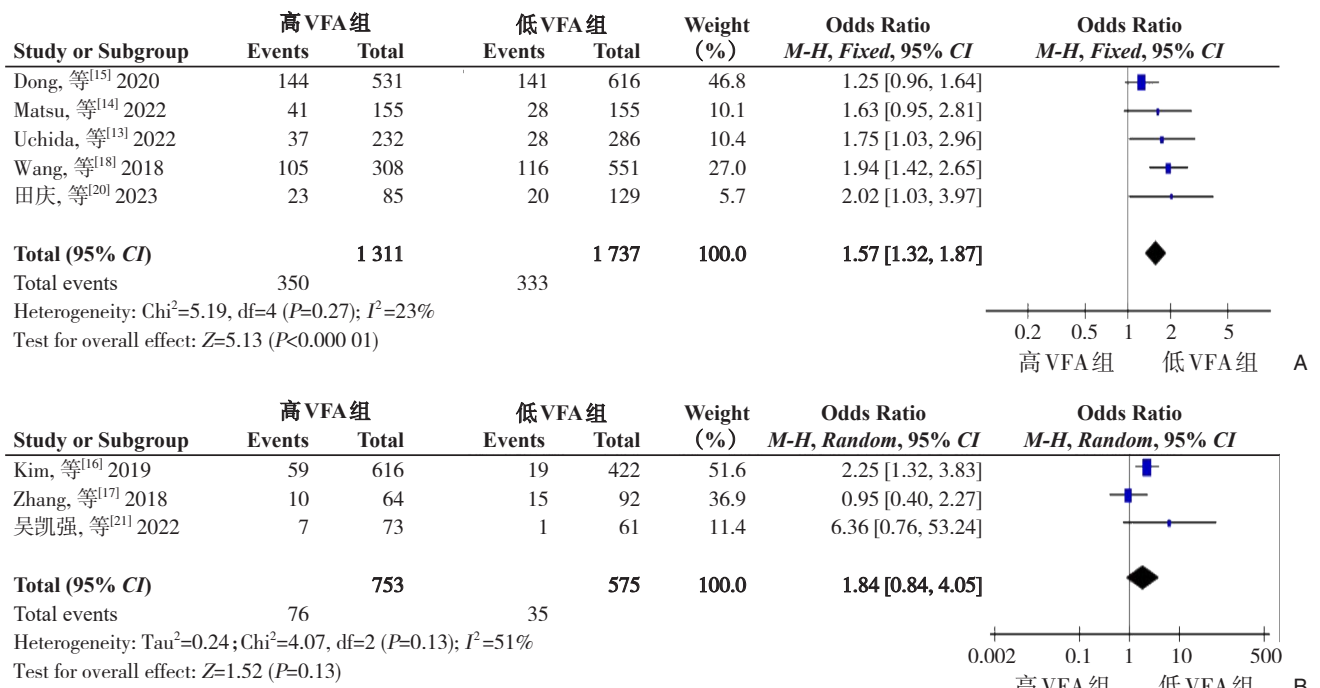 高VFA组 低VFA组 Weight Odds Ratio Odds Ratio
Study or Subgroup Events Total Events Total (%) M-H, Fixed, 95% CI M-H, Fixed, 95% CI
Dong, 等[15] 2020 144 531 141 616 46.8 1.25 [0.96, 1.64]
Matsu, 等[14] 2022 41 155 28 155 10.1 1.63 [0.95, 2.81]
Uchida, 等[13] 2022 37 232 28 286 10.4 1.75 [1.03, 2.96]
Wang, 等[18] 2018 105 308 116 551 27.0 1.94 [1.42, 2.65]
田庆, 等[20] 2023 23 85 20 129 5.7 2.02 [1.03, 3.97]
Total (95% CI) 1 311 1 737 100.0 1.57 [1.32, 1.87]
Total events 350 333
Heterogeneity: Chi²=5.19, df=4 (P=0.27); I²=23%
Test for overall effect: Z=5.13 (P<0.000 01)
0.2 0.5 1 2 5
高VFA组 低VFA组 A
高VFA组 低VFA组 Weight Odds Ratio Odds Ratio
Study or Subgroup Events Total Events Total (%) M-H, Random, 95% CI M-H, Random, 95% CI
Kim, 等[16] 2019 59 616 19 422 51.6 2.25 [1.32, 3.83]
Zhang, 等[17] 2018 10 64 15 92 36.9 0.95 [0.40, 2.27]
吴凯强, 等[21] 2022 7 73 1 61 11.4 6.36 [0.76, 53.24]
Total (95% CI) 753 575 100.0 1.84 [0.84, 4.05]
Total events 76 35
Heterogeneity: Tau²=0.24；Chi²=4.07, df=2 (P=0.13); I²=51%
Test for overall effect: Z=1.52 (P=0.13)
0.002 0.1 1 10 500
高VFA组 低VFA组 B